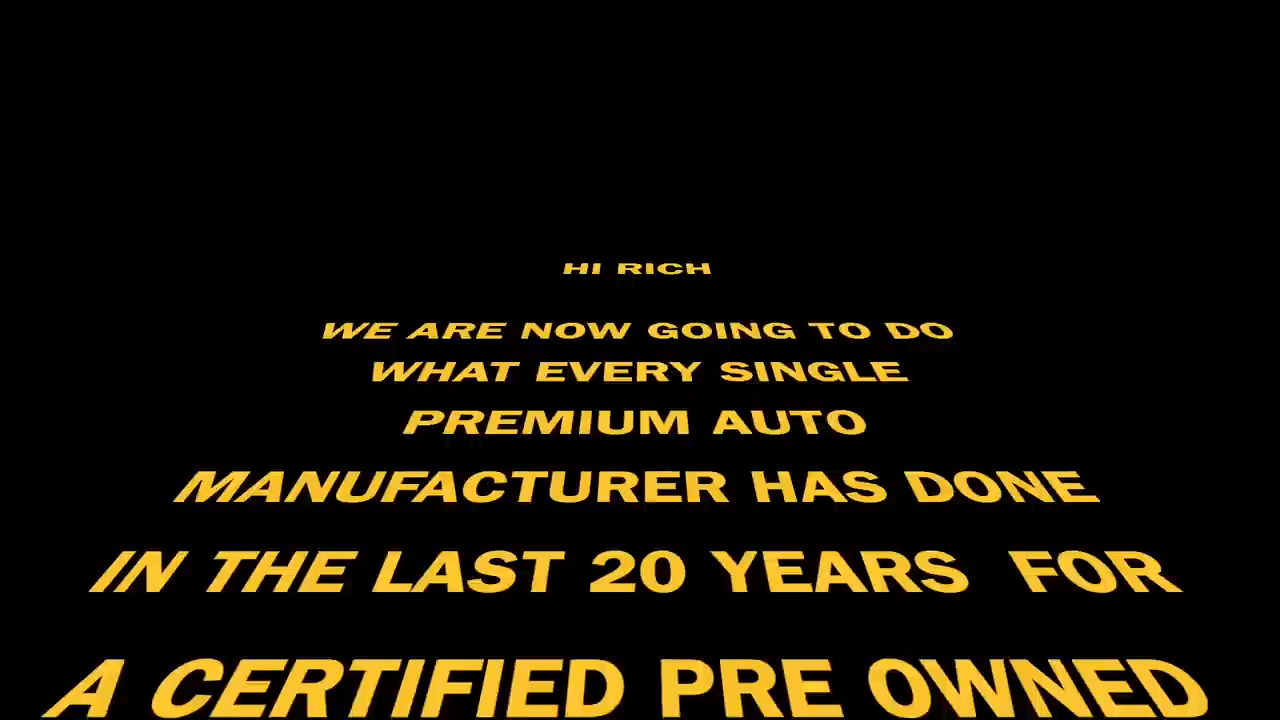 HI RICH
WE ARE NOW GOING TO DO
WHAT EVERY SINGLE
PREMIUM AUTO
MANUFACTURER HAS DONE
IN THE LAST 20 YEARS  FOR
A CERTIFIED PRE OWNED